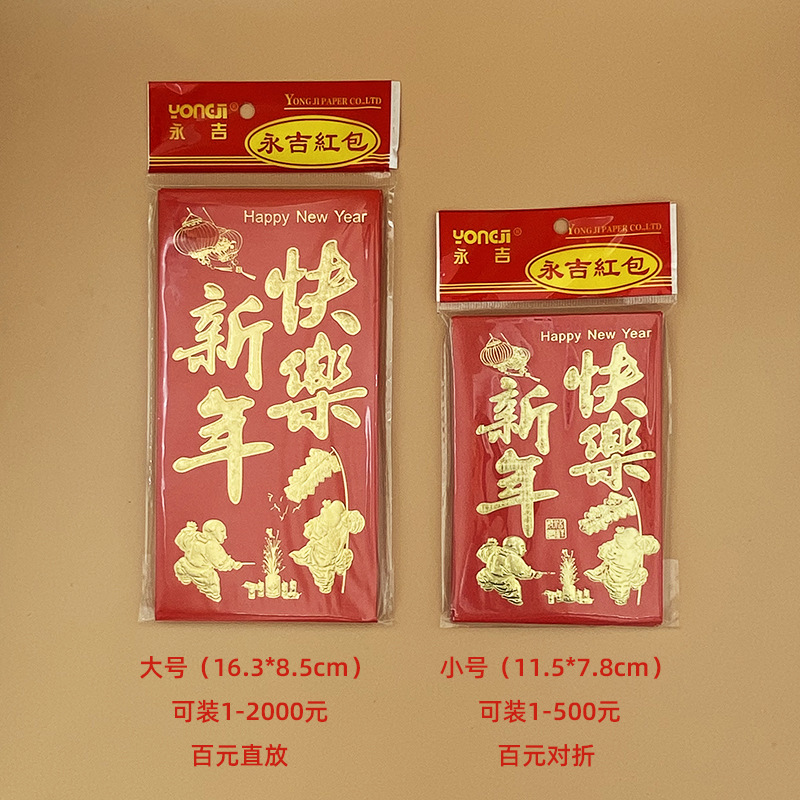 YONGJI®
永吉
YONG JI PAPER CO.,LTD
永吉紅包
Happy New Year
新年
快樂
大号（16.3*8.5cm）
可装1-2000元
百元直放
YONGJI®
永吉
YONG JI PAPER CO.,LTD
永吉紅包
Happy New Year
新年
快樂
小号（11.5*7.8cm）
可装1-500元
百元对折